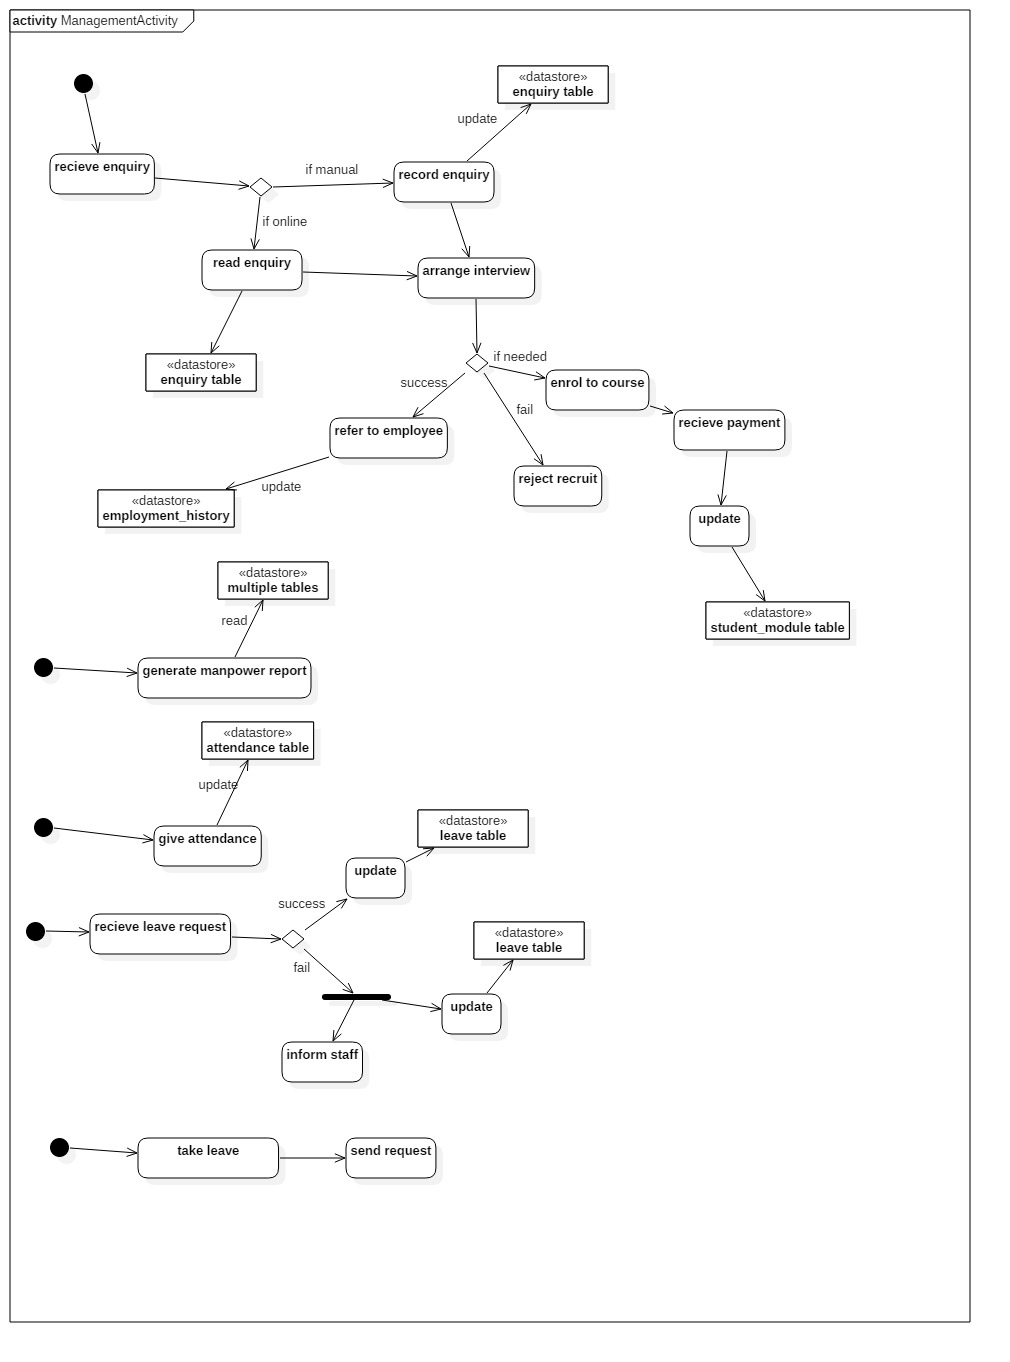 activity ManagementActivity
«datastore»
enquiry table
update
recieve enquiry
if manual
record enquiry
if online
read enquiry
arrange interview
«datastore»
enquiry table
if needed
success
enrol to course
fail
refer to employee
recieve payment
reject recruit
update
«datastore»
employment_history
update
«datastore»
multiple tables
read
«datastore»
student_module table
generate manpower report
«datastore»
attendance table
update
give attendance
«datastore»
leave table
update
success
recieve leave request
«datastore»
leave table
fail
update
inform staff
take leave
send request